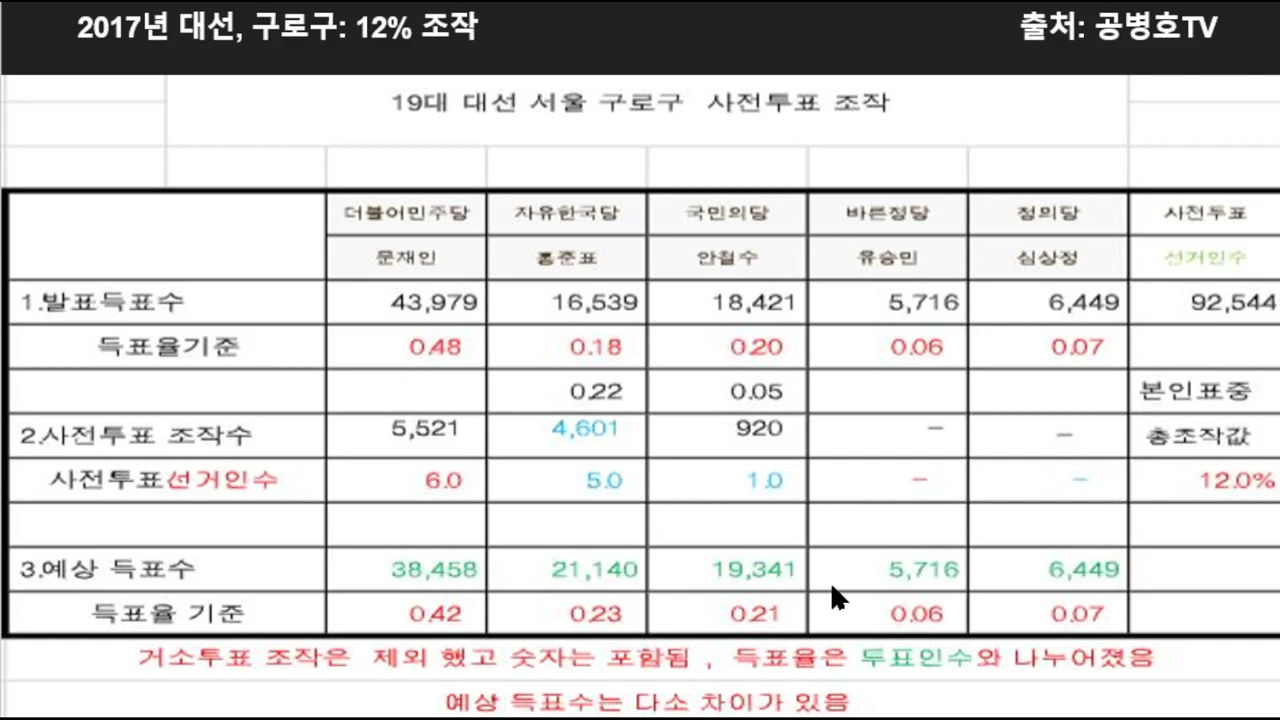 2017년 대선, 구로구: 12% 조작 출처: 공병호TV
19대 대선 서울 구로구 사전투표 조작
더불어민주당 자유한국당 국민의당 바른정당 정의당 사전투표
문재인 홍준표 안철수 유승민 심상정 선거인수
1.발표득표수 43,979 16,539 18,421 5,716 6,449 92,544
득표율기준 0.48 0.18 0.20 0.06 0.07
0.22 0.05 본인표중
2.사전투표 조작수 5,521 4,601 920 – –총조작값
사전투표선거인수 6.0 5.0 1.0 – – 12.0%
3.예상 득표수 38,458 21,140 19,341 5,716 6,449
득표율 기준 0.42 0.23 0.21 0.06 0.07
거소투표 조작은 제외 했고 숫자는 포함됨 , 득표율은 투표인수와 나누어졌음
예상 득표수는 다소 차이가 있음